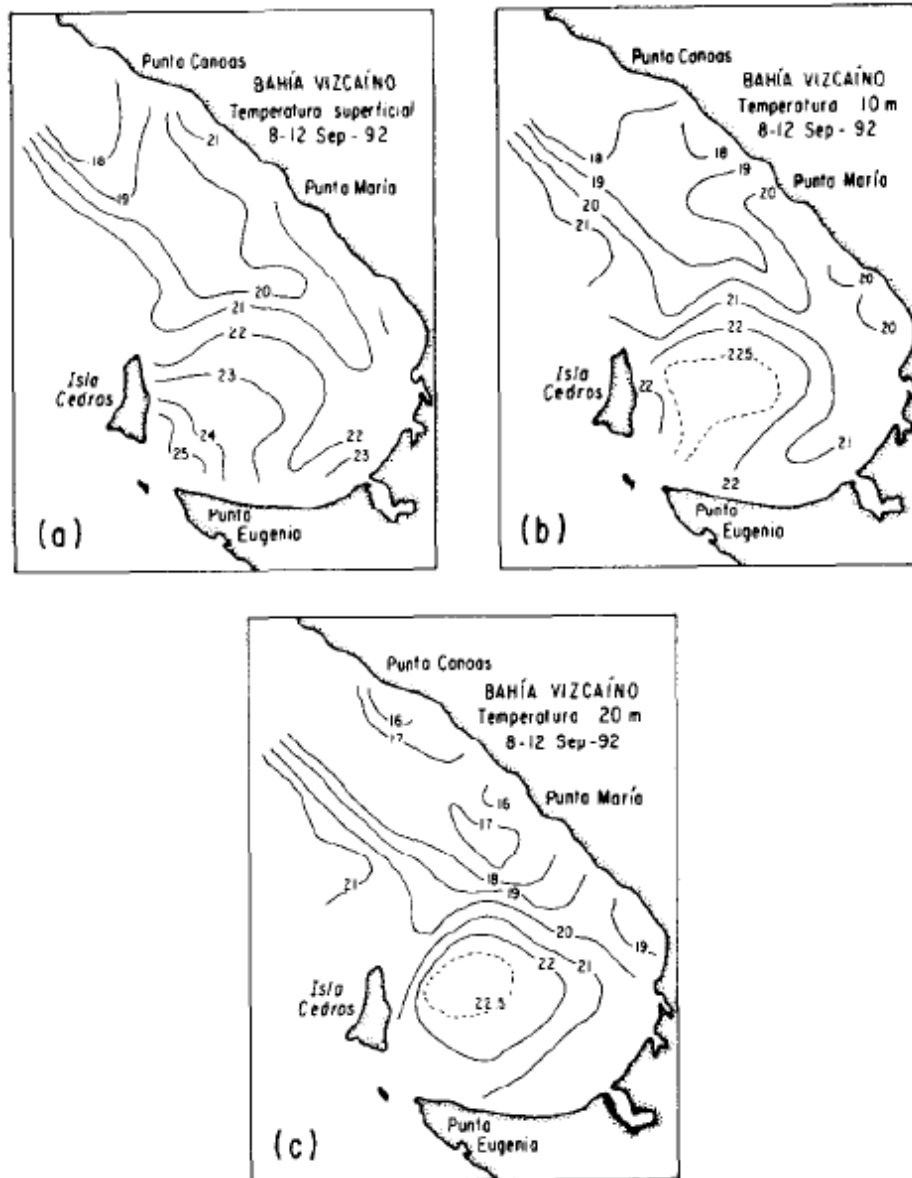 Punta Canoas
BAHÍA VIZCAÍNO
Temperatura superficial
8-12 Sep-92
21
18
Punta María
19
20
21
22
Isla
Cedros
23
24
25
22
23
Punta
Eugenia
(a)
Punta Canoas
BAHÍA VIZCAÍNO
Temperatura 10 m
8-12 Sep-92
18
18
19
19
Punta María
20
20
21
20
20
21
22
225
Isla
Cedros
22
21
22
Punta
Eugenia
(b)
Punta Canoas
BAHÍA VIZCAÍNO
Temperatura 20 m
8-12 Sep-92
16
17
16
Punta María
17
18
21
19
20
19
22
21
Isla
Cedros
22.5
Punta
Eugenia
(c)